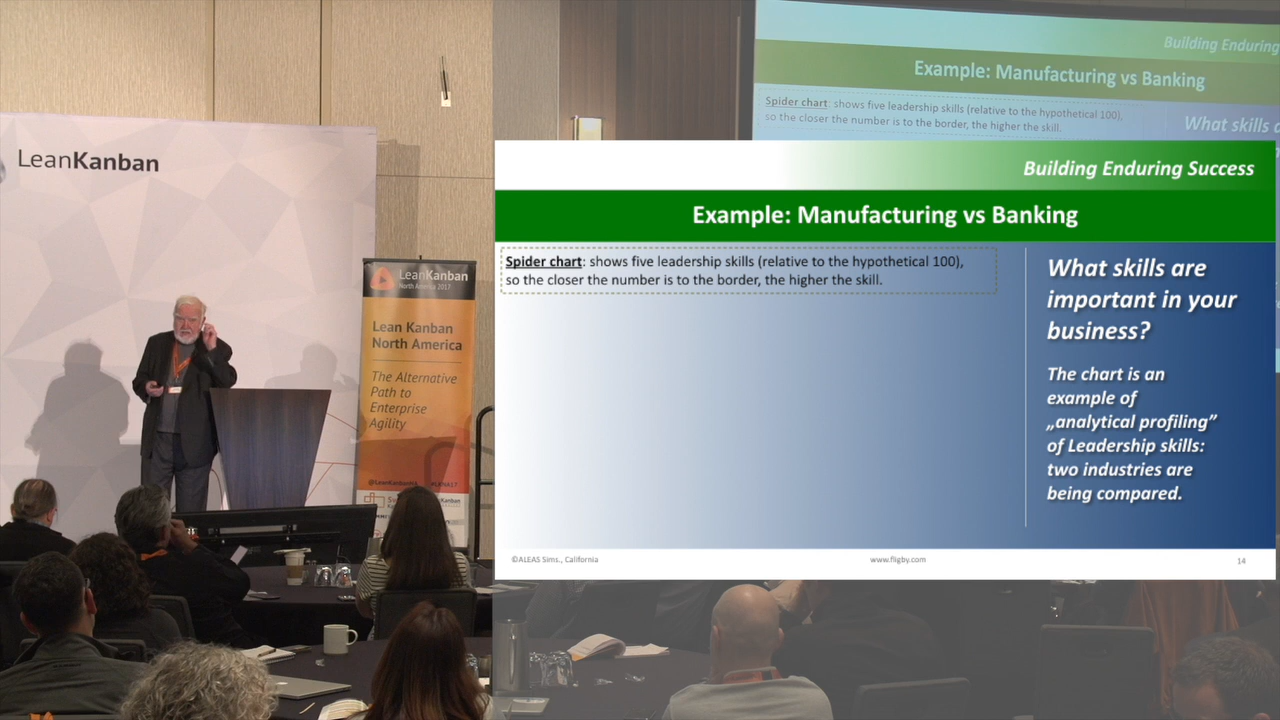 LeanKanban
LeanKanban
North America 2017
Lean Kanban
North America
The Alternative
Path to
Enterprise
Agility
@LeanKanbanNA
Building Enduring
Example: Manufacturing vs Banking
Spider chart: shows five leadership skills (relative to the hypothetical 100),
so the closer the number is to the border, the higher the skill.
What skills
Building Enduring Success
Example: Manufacturing vs Banking
Spider chart: shows five leadership skills (relative to the hypothetical 100),
so the closer the number is to the border, the higher the skill.
What skills are
important in your
business?
The chart is an
example of
„analytical profiling”
of Leadership skills:
two industries are
being compared.
©ALEAS Sims., California
www.fligby.com
14